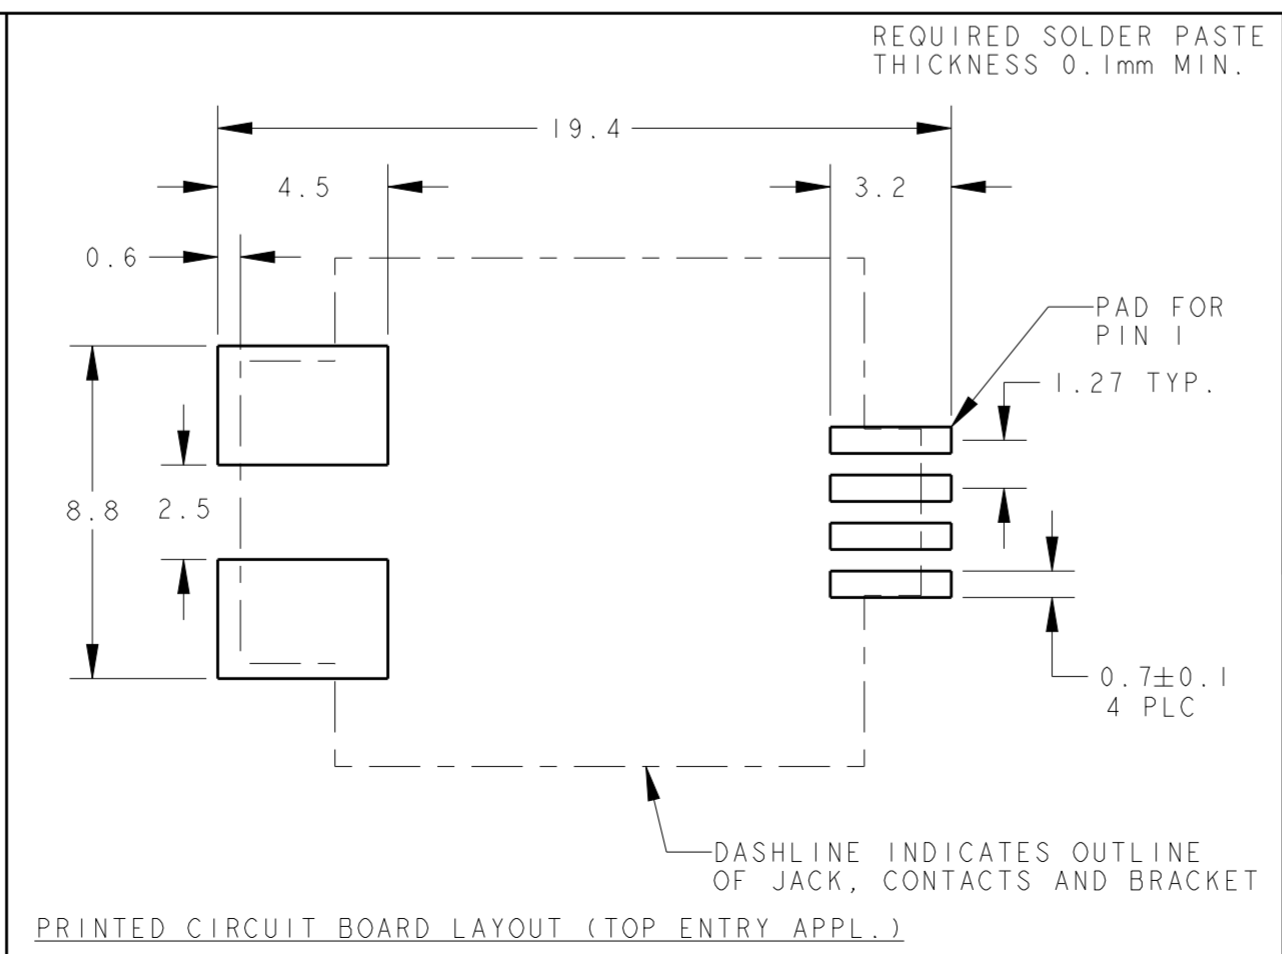 REQUIRED SOLDER PASTE
THICKNESS 0.1mm MIN.
19.4
4.5
3.2
0.6
PAD FOR
PIN 1
1.27 TYP.
8.8
2.5
0.7±0.1
4 PLC
DASHLINE INDICATES OUTLINE
OF JACK, CONTACTS AND BRACKET
PRINTED CIRCUIT BOARD LAYOUT (TOP ENTRY APPL.)